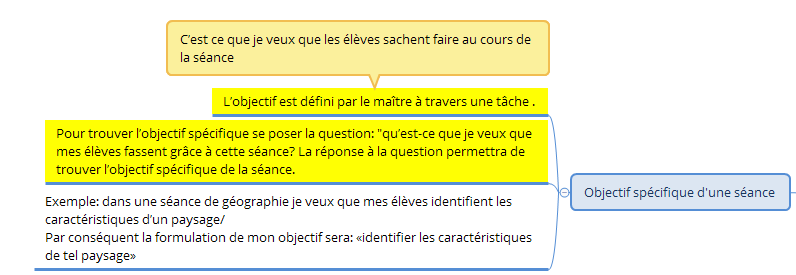 C'est ce que je veux que les élèves sachent faire au cours de
la séance
L'objectif est défini par le maître à travers une tâche .
Pour trouver l'objectif spécifique se poser la question: "qu'est-ce que je veux que
mes élèves fassent grâce à cette séance? La réponse à la question permettra de
trouver l'objectif spécifique de la séance.
Objectif spécifique d'une séance
Exemple: dans une séance de géographie je veux que mes élèves identifient les
caractéristiques d'un paysage/
Par conséquent la formulation de mon objectif sera: «identifier les caractéristiques
de tel paysage»